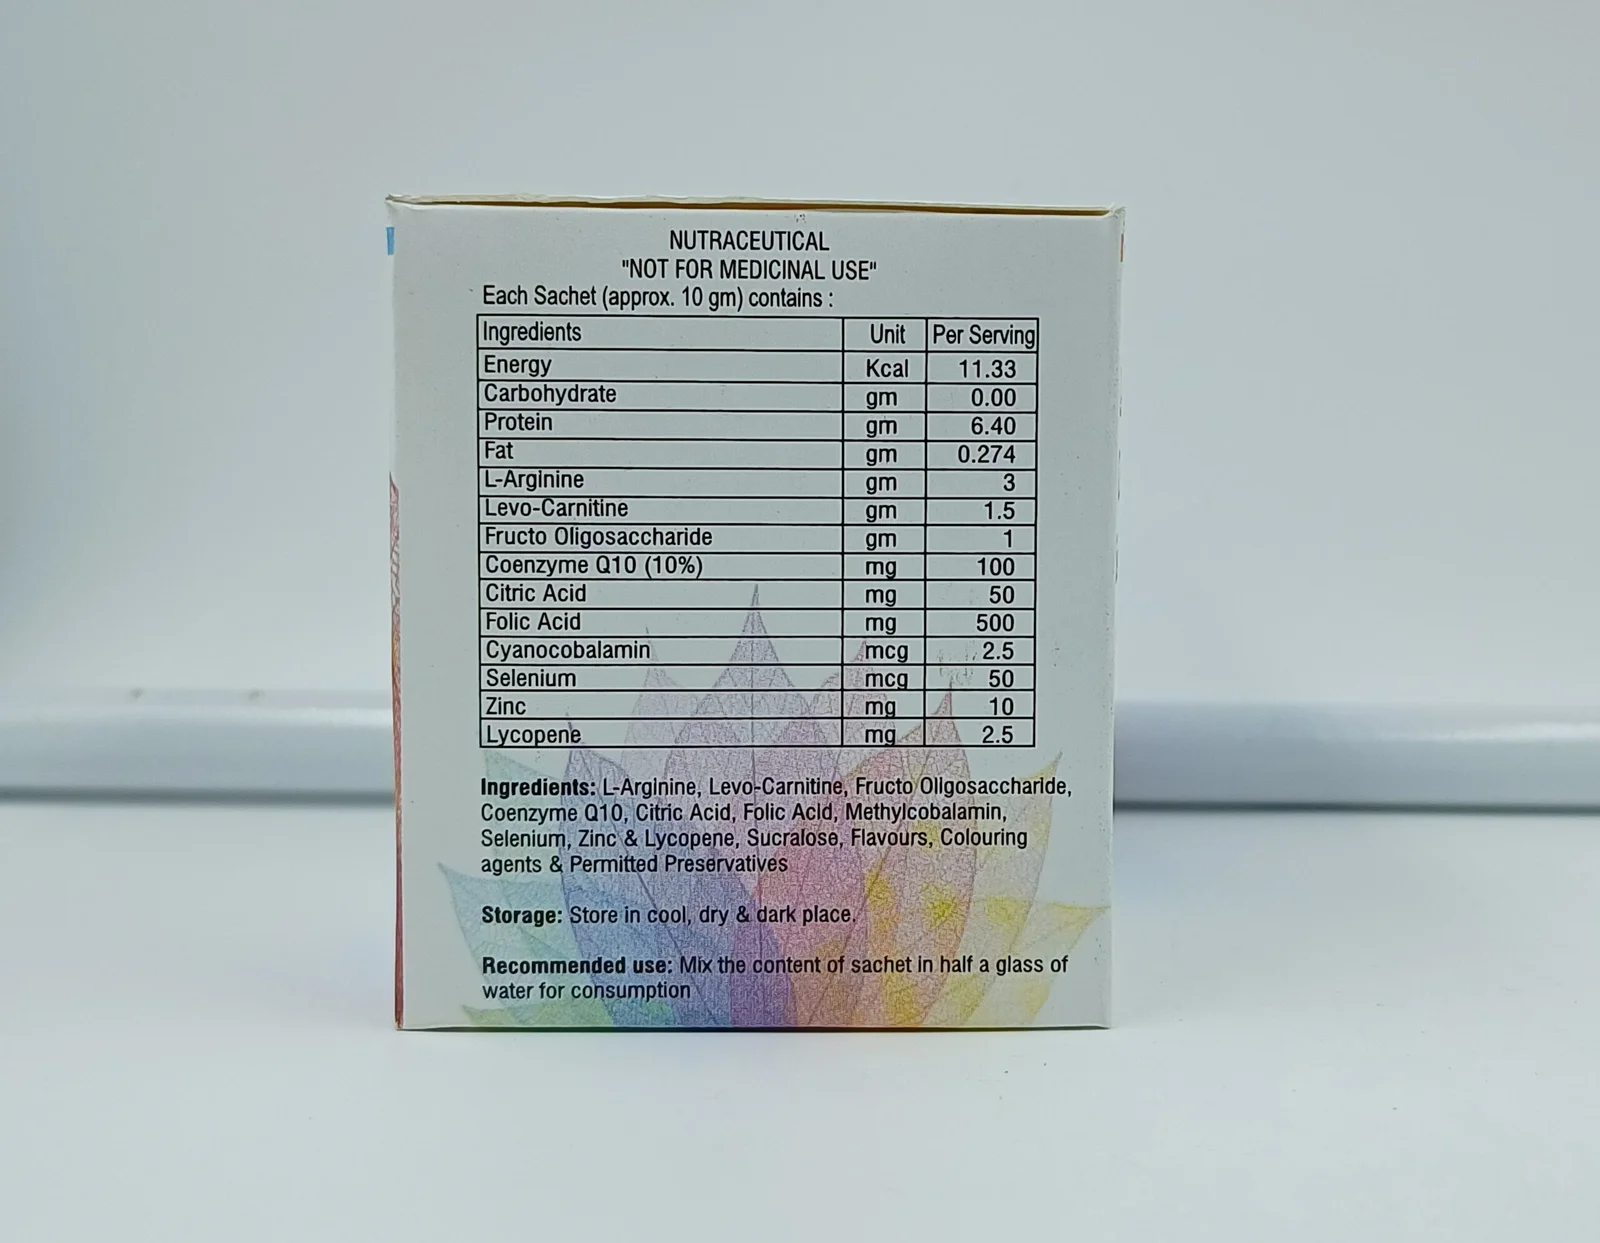 NUTRACEUTICAL
"NOT FOR MEDICINAL USE"
Each Sachet (approx. 10 gm) contains :
Ingredients Unit Per Serving
Energy Kcal 11.33
Carbohydrate gm 0.00
Protein gm 6.40
Fat gm 0.274
L-Arginine gm 3
Levo-Carnitine gm 1.5
Fructo Oligosaccharide gm 1
Coenzyme Q10 (10%) mg 100
Citric Acid mg 50
Folic Acid mg 500
Cyanocobalamin mcg 2.5
Selenium mcg 50
Zinc mg 10
Lycopene mg 2.5
Ingredients: L-Arginine, Levo-Carnitine, Fructo Oligosaccharide,
Coenzyme Q10, Citric Acid, Folic Acid, Methylcobalamin,
Selenium, Zinc & Lycopene, Sucralose, Flavours, Colouring
agents & Permitted Preservatives
Storage: Store in cool, dry & dark place.
Recommended use: Mix the content of sachet in half a glass of
water for consumption